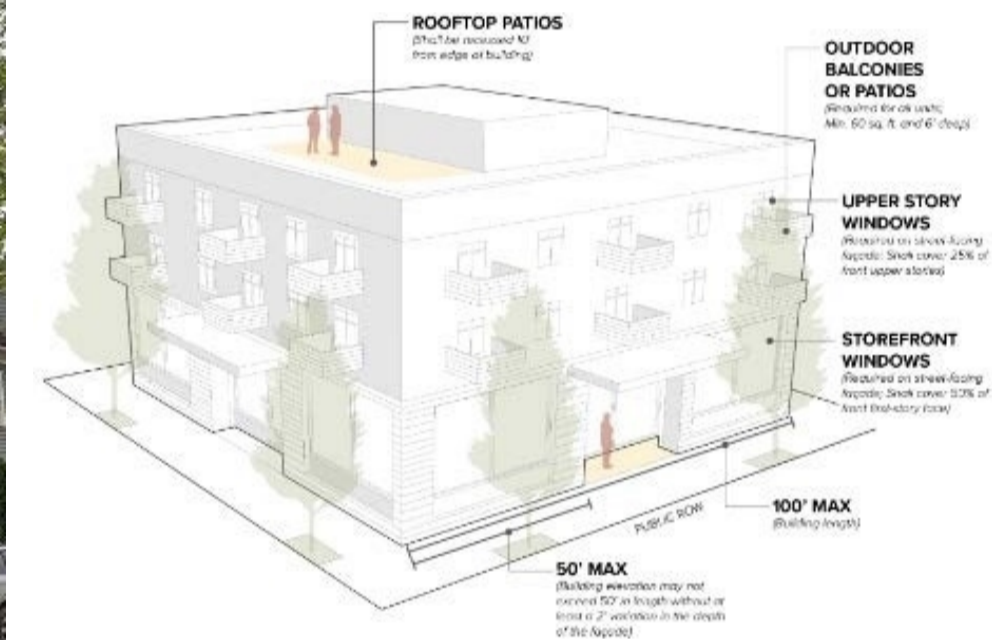 ROOFTOP PATIOS
(Shall be recessed 10'
from edge of building)
OUTDOOR
BALCONIES
OR PATIOS
(Required for all units;
Min. 60 sq. ft. and 6' deep)
UPPER STORY
WINDOWS
(Required on street-facing
façade; Shall cover 25% of
front upper stories)
STOREFRONT
WINDOWS
(Required on street-facing
façade; Shall cover 50% of
front first-story face)
100' MAX
(Building length)
PUBLIC ROW
50' MAX
(Building elevation may not
exceed 50' in length without at
least a 2' variation in the depth
of the façade)